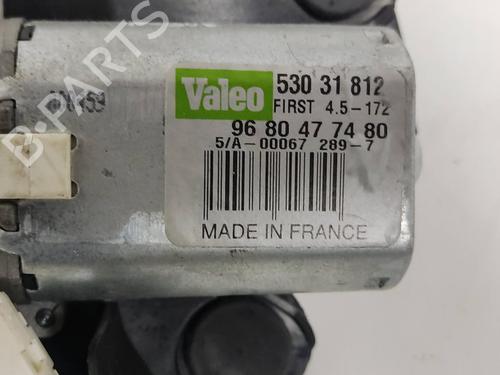 B-PARTS
Valeo 530 31 812
FIRST 4.5-172
96 80 47 74 80
5/A-00067 289-7
MADE IN FRANCE